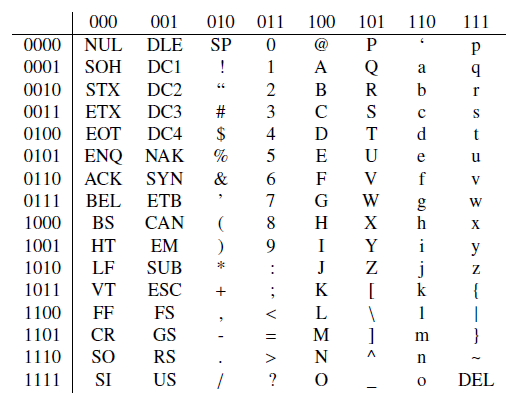 000 001 010 011 100 101 110 111
0000 NUL DLE SP 0 @ P ‘ p
0001 SOH DC1 ! 1 A Q a q
0010 STX DC2 “ 2 B R b r
0011 ETX DC3 # 3 C S c s
0100 EOT DC4 $ 4 D T d t
0101 ENQ NAK % 5 E U e u
0110 ACK SYN & 6 F V f v
0111 BEL ETB ’ 7 G W g w
1000 BS CAN ( 8 H X h x
1001 HT EM ) 9 I Y i y
1010 LF SUB * : J Z j z
1011 VT ESC + ; K [ k {
1100 FF FS , < L \ l |
1101 CR GS - = M ] m }
1110 SO RS . > N ^ n ~
1111 SI US / ? O _ o DEL